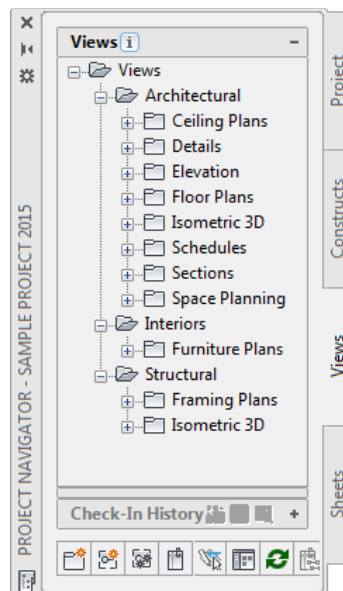 Views
Views
Architectural
Ceiling Plans
Details
Elevation
Floor Plans
Isometric 3D
Schedules
Sections
Space Planning
Interiors
Furniture Plans
Structural
Framing Plans
Isometric 3D
Check-In History
PROJECT NAVIGATOR - SAMPLE PROJECT 2015
Project
Constructs
Views
Sheets